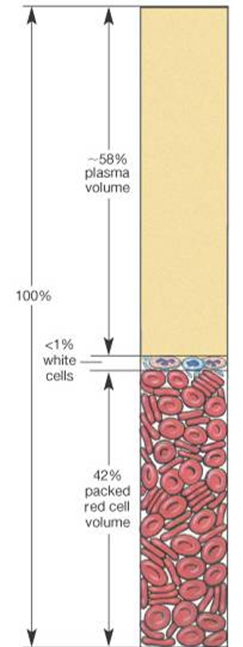 ~58%
plasma
volume
100%
<1%
white
cells
42%
packed
red cell
volume